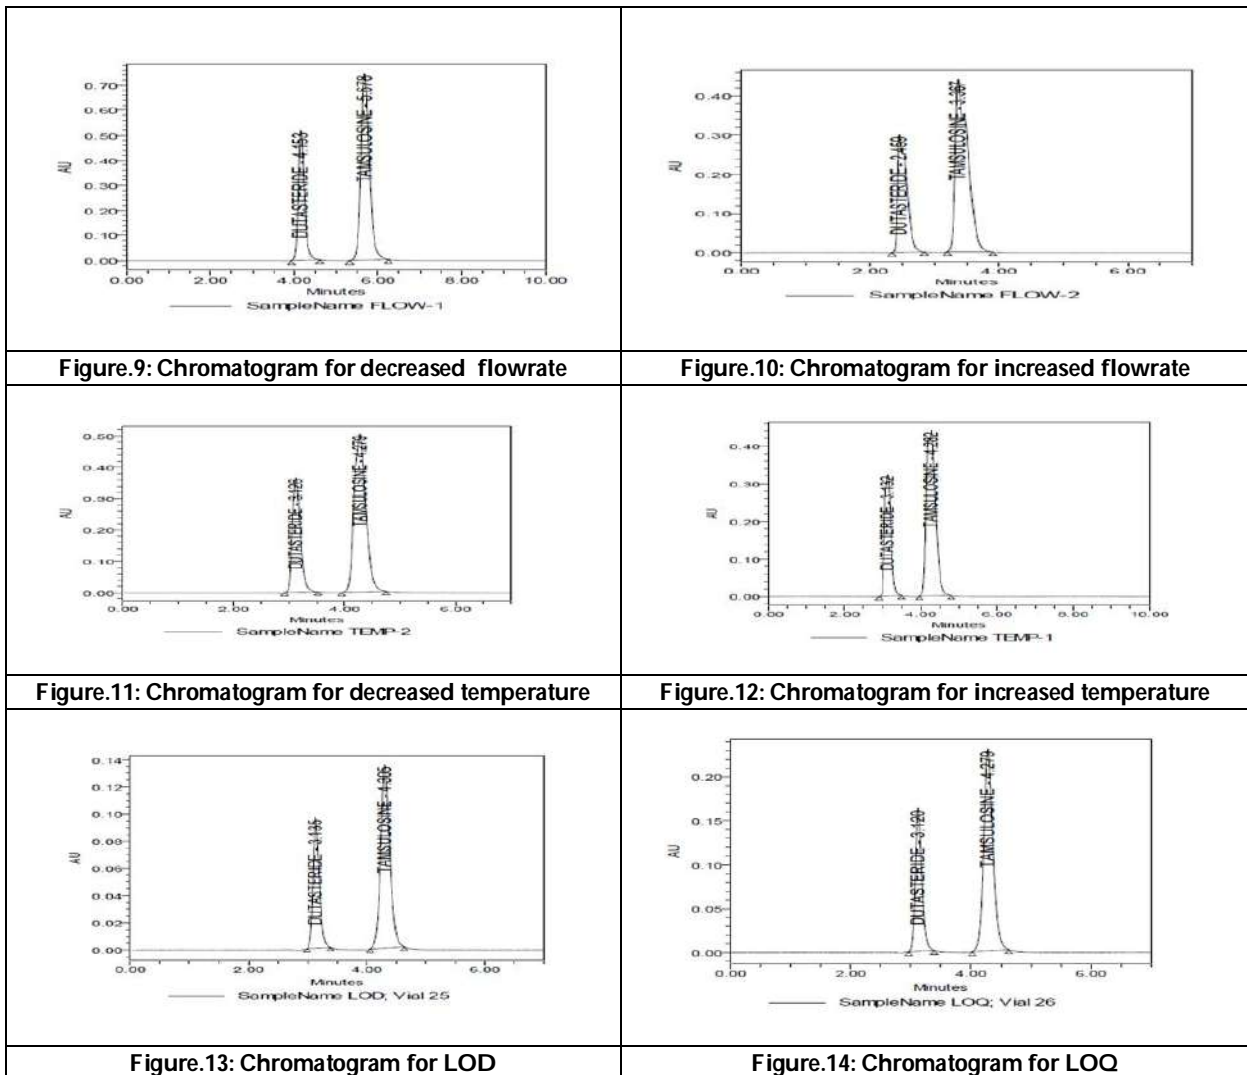 0.70
0.60
0.50
0.40
0.30
0.20
0.10
0.00
AU
DUTASTERIDE - 4.153
TAMSULOSINE - 5.678
0.00 2.00 4.00 6.00 8.00 10.00
Minutes
SampleName FLOW-1
0.40
0.30
0.20
0.10
0.00
AU
DUTASTERIDE - 2.469
TAMSULOSINE - 3.367
0.00 2.00 4.00 6.00
Minutes
SampleName FLOW-2
Figure.9: Chromatogram for decreased flowrate
Figure.10: Chromatogram for increased flowrate
0.50
0.40
0.30
0.20
0.10
0.00
AU
DUTASTERIDE - 3.126
TAMSULOSINE - 4.276
0.00 2.00 4.00 6.00
Minutes
SampleName TEMP-2
0.40
0.30
0.20
0.10
0.00
AU
DUTASTERIDE - 3.132
TAMSULOSINE - 4.282
0.00 2.00 4.00 6.00 8.00 10.00
Minutes
SampleName TEMP-1
Figure.11: Chromatogram for decreased temperature
Figure.12: Chromatogram for increased temperature
0.14
0.12
0.10
0.08
0.06
0.04
0.02
0.00
AU
DUTASTERIDE - 3.135
TAMSULOSINE - 4.305
0.00 2.00 4.00 6.00
Minutes
SampleName LOD; Vial 25
0.20
0.15
0.10
0.05
0.00
AU
DUTASTERIDE - 3.120
TAMSULOSINE - 4.279
0.00 2.00 4.00 6.00
Minutes
SampleName LOQ; Vial 26
Figure.13: Chromatogram for LOD
Figure.14: Chromatogram for LOQ